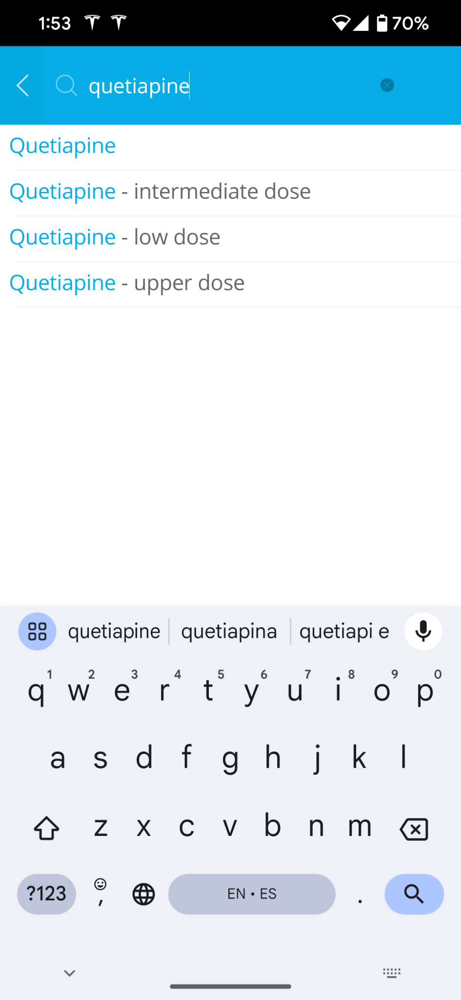 1:53 70%
quetiapine
Quetiapine
Quetiapine - intermediate dose
Quetiapine - low dose
Quetiapine - upper dose
quetiapine quetiapina quetiapi e
1 2 3 4 5 6 7 8 9 0
q w e r t y u i o p
a s d f g h j k l
z x c v b n m
?123 , EN • ES .